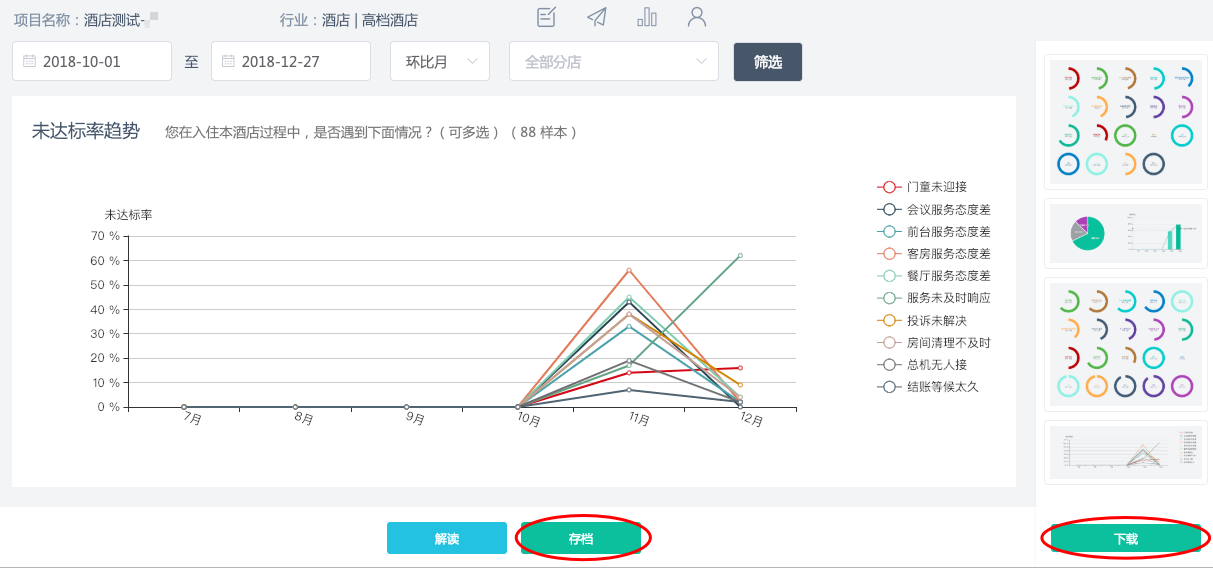 项目名称：酒店测试-
行业：酒店 | 高档酒店
2018-10-01
至
2018-12-27
环比月
全部分店
筛选
未达标率趋势
您在入住本酒店过程中，是否遇到下面情况？（可多选）（88 样本）
门童未迎接
会议服务态度差
前台服务态度差
客房服务态度差
餐厅服务态度差
服务未及时响应
投诉未解决
房间清理不及时
总机无人接
结账等候太久
未达标率
70 %
60 %
50 %
40 %
30 %
20 %
10 %
0 %
7月
8月
9月
10月
11月
12月
解读
存档
下载